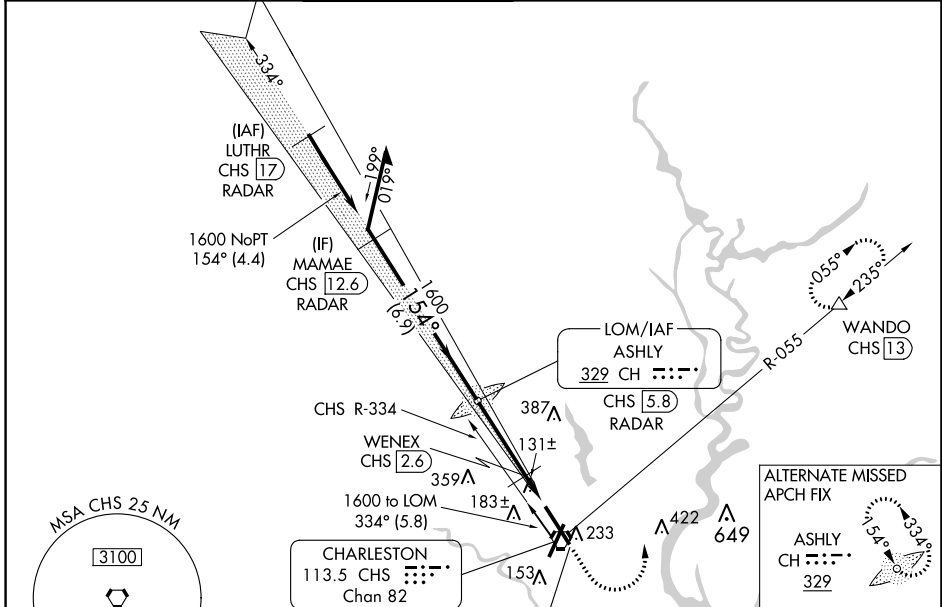 334°
(IAF)
LUTHR
CHS 17
RADAR
199°
019°
1600 NoPT
154° (4.4)
(IF)
MAMAE
CHS 12.6
RADAR
1600
154°
(6.9)
055°
235°
WANDO
CHS 13
R-055
LOM/IAF
ASHLY
329 CH
CHS 5.8
RADAR
CHS R-334
387
WENEX
CHS 2.6
131±
359
183±
1600 to LOM
334° (5.8)
233
422
649
153
MSA CHS 25 NM
3100
CHARLESTON
113.5 CHS
Chan 82
ALTERNATE MISSED
APCH FIX
ASHLY
CH
329
154°
334°